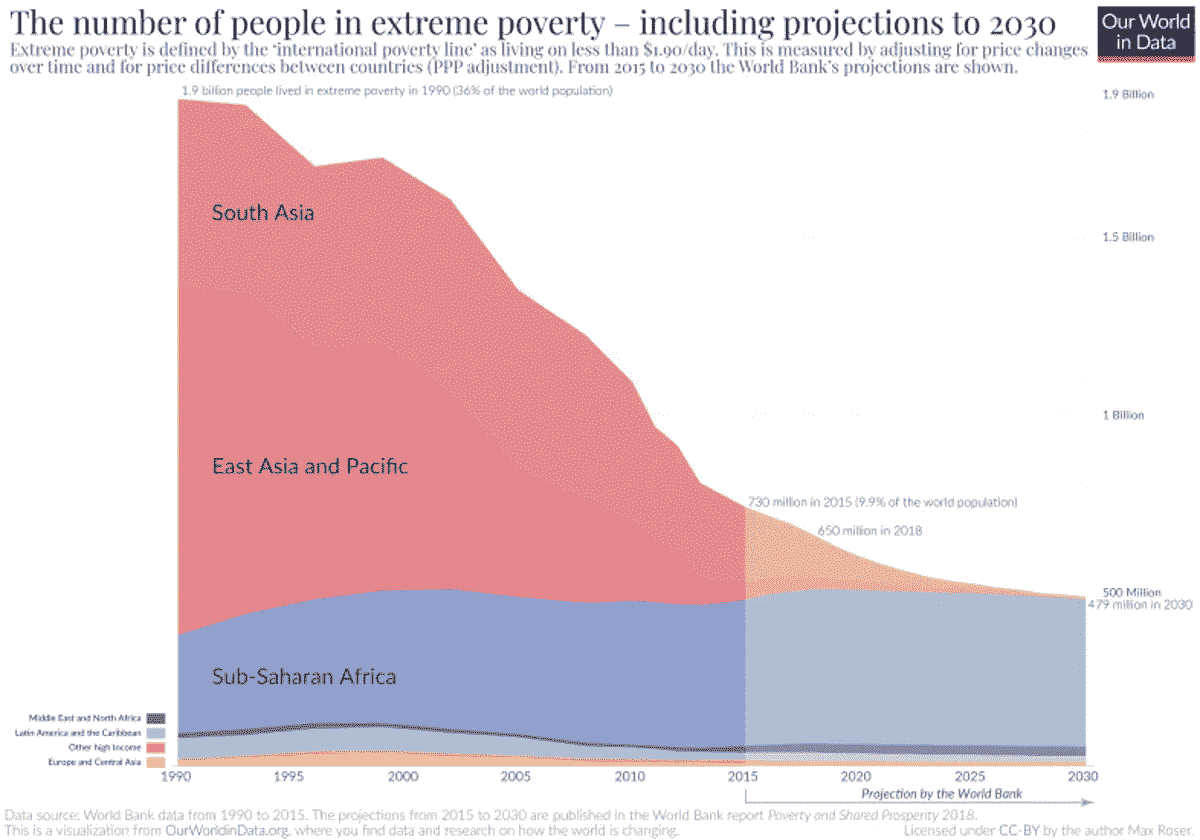 The number of people in extreme poverty – including projections to 2030
Our World
in Data
Extreme poverty is defined by the 'international poverty line' as living on less than $1.90/day. This is measured by adjusting for price changes
over time and for price differences between countries (PPP adjustment). From 2015 to 2030 the World Bank's projections are shown.
1.9 billion people lived in extreme poverty in 1990 (36% of the world population)
1.9 Billion
South Asia
1.5 Billion
1 Billion
East Asia and Pacific
730 million in 2015 (9.9% of the world population)
650 million in 2018
500 Million
479 million in 2030
Sub-Saharan Africa
Middle East and North Africa
Latin America and the Caribbean
Other high Income
Europe and Central Asia
1990 1995 2000 2005 2010 2015 2020 2025 2030
Projection by the World Bank
Data source: World Bank data from 1990 to 2015. The projections from 2015 to 2030 are published in the World Bank report Poverty and Shared Prosperity 2018.
This is a visualization from OurWorldinData.org, where you find data and research on how the world is changing.
Licensed under CC-BY by the author Max Roser.